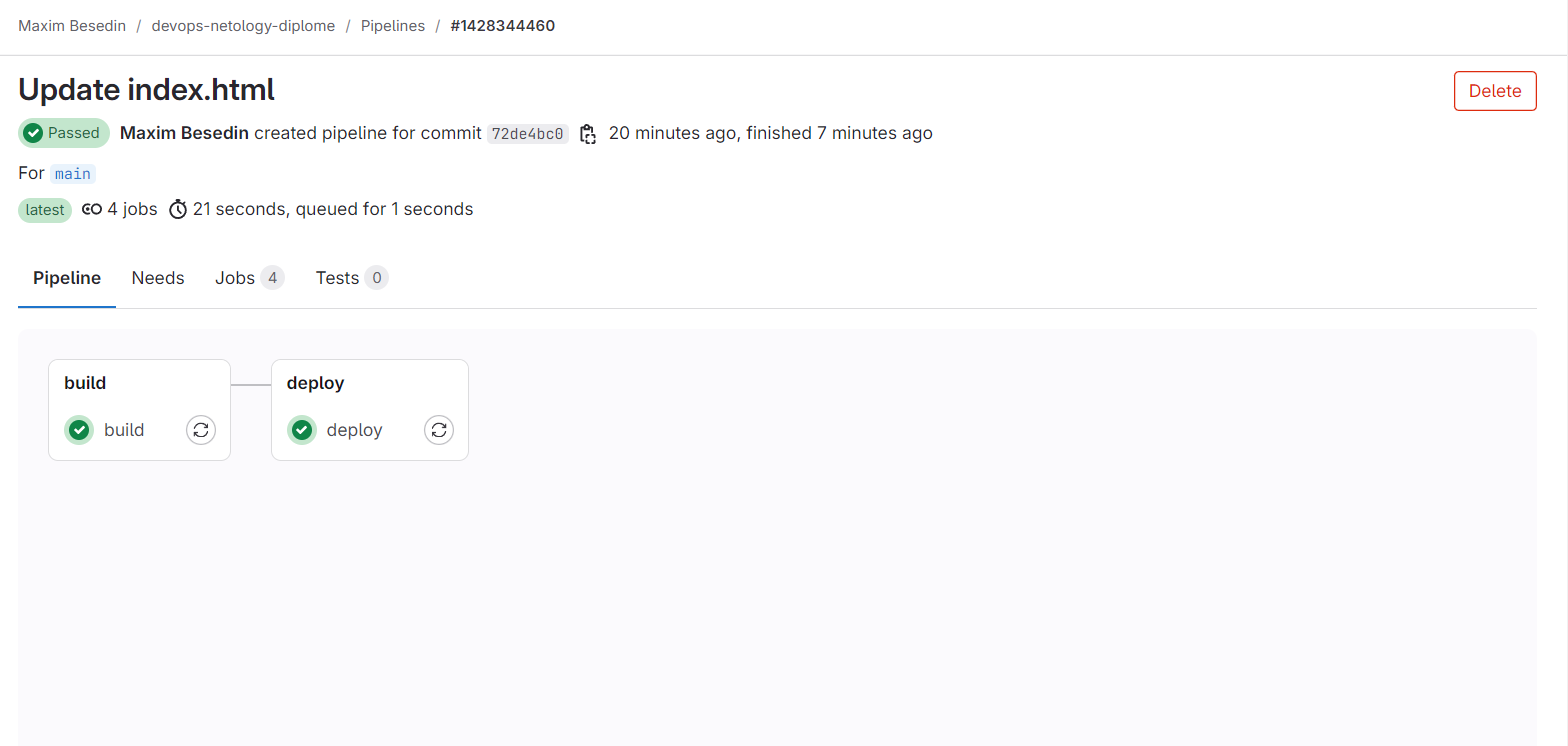 Maxim Besedin / devops-netology-diplome / Pipelines / #1428344460
Update index.html
Delete
Passed Maxim Besedin created pipeline for commit 72de4bc0 20 minutes ago, finished 7 minutes ago
For main
latest 4 jobs 21 seconds, queued for 1 seconds
Pipeline Needs Jobs 4 Tests 0
build deploy
build deploy